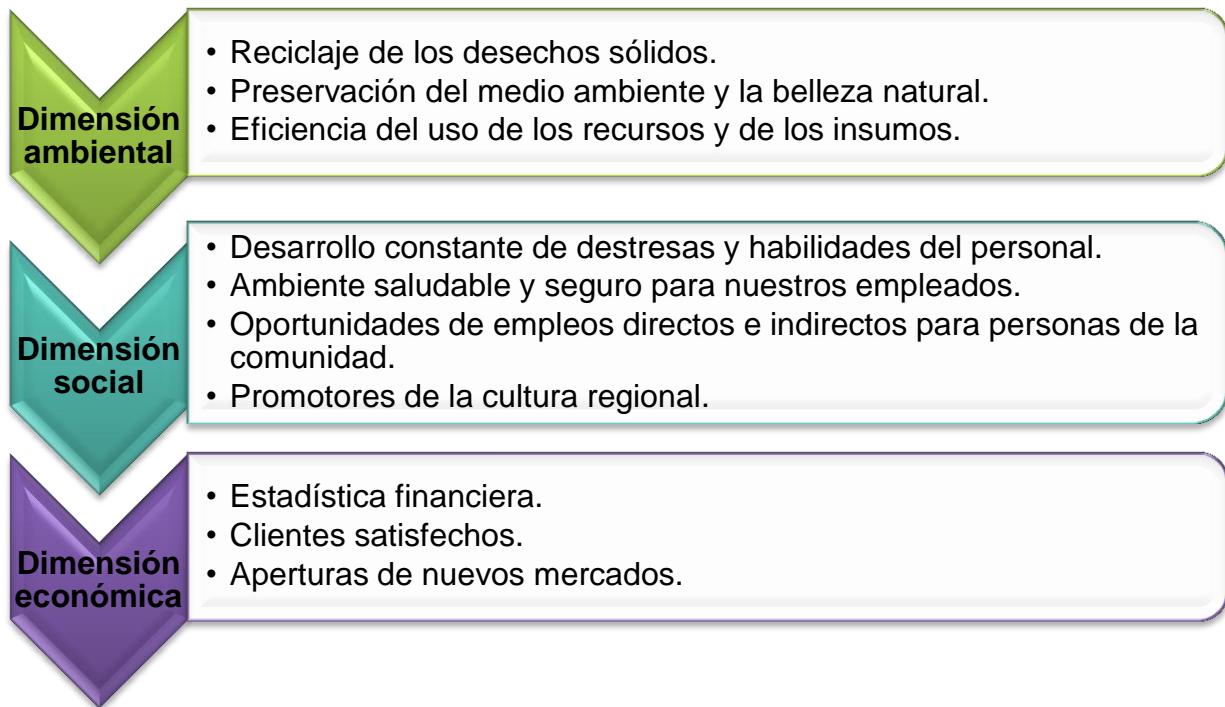 Dimensión
ambiental
• Reciclaje de los desechos sólidos.
• Preservación del medio ambiente y la belleza natural.
• Eficiencia del uso de los recursos y de los insumos.
Dimensión
social
• Desarrollo constante de destresas y habilidades del personal.
• Ambiente saludable y seguro para nuestros empleados.
• Oportunidades de empleos directos e indirectos para personas de la
comunidad.
• Promotores de la cultura regional.
Dimensión
económica
• Estadística financiera.
• Clientes satisfechos.
• Aperturas de nuevos mercados.